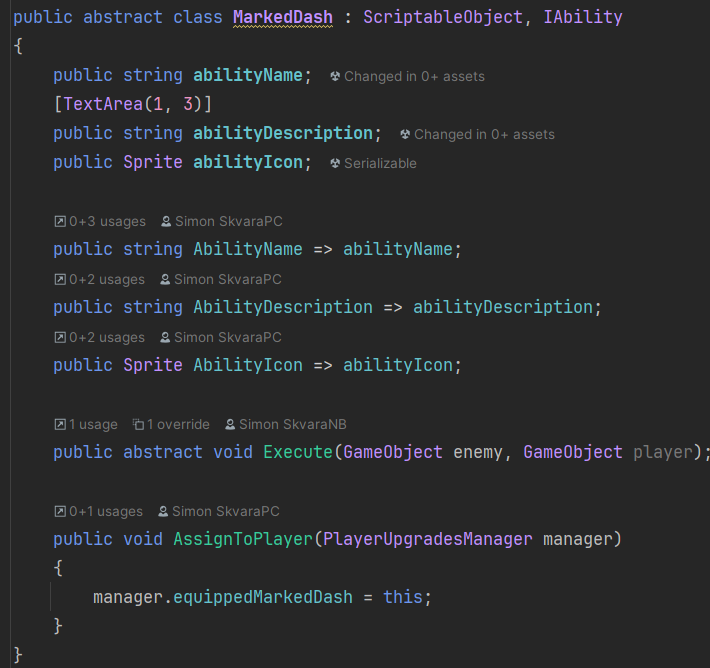 public abstract class MarkedDash : ScriptableObject, IAbility
{
public string abilityName; Changed in 0+ assets
[TextArea(1, 3)]
public string abilityDescription; Changed in 0+ assets
public Sprite abilityIcon; Serializable
0+3 usages Simon SkvaraPC
public string AbilityName => abilityName;
0+2 usages Simon SkvaraPC
public string AbilityDescription => abilityDescription;
0+2 usages Simon SkvaraPC
public Sprite AbilityIcon => abilityIcon;
1 usage 1 override Simon SkvaraNB
public abstract void Execute(GameObject enemy, GameObject player);
0+1 usages Simon SkvaraPC
public void AssignToPlayer(PlayerUpgradesManager manager)
{
manager.equippedMarkedDash = this;
}
}